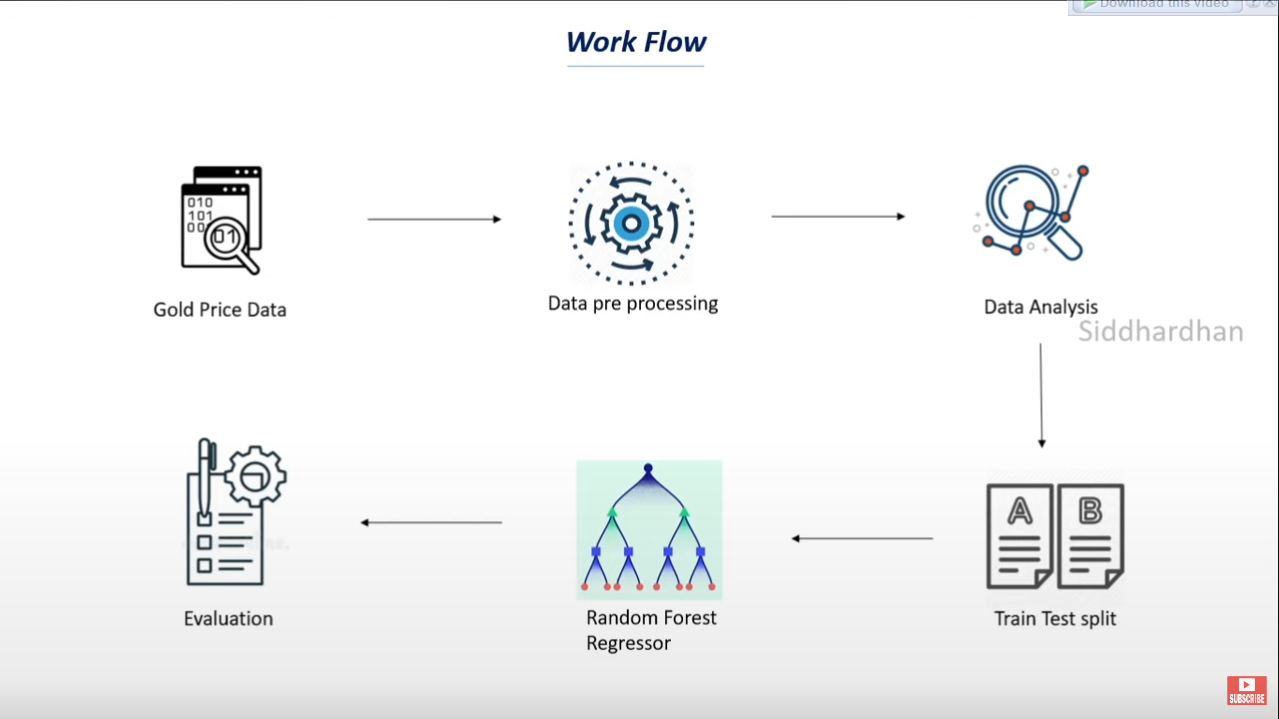 Download this video
Work Flow
010
101
00
01
Gold Price Data
Data pre processing
Data Analysis
Siddhardhan
A
B
Evaluation
Random Forest
Regressor
Train Test split
SUBSCRIBE